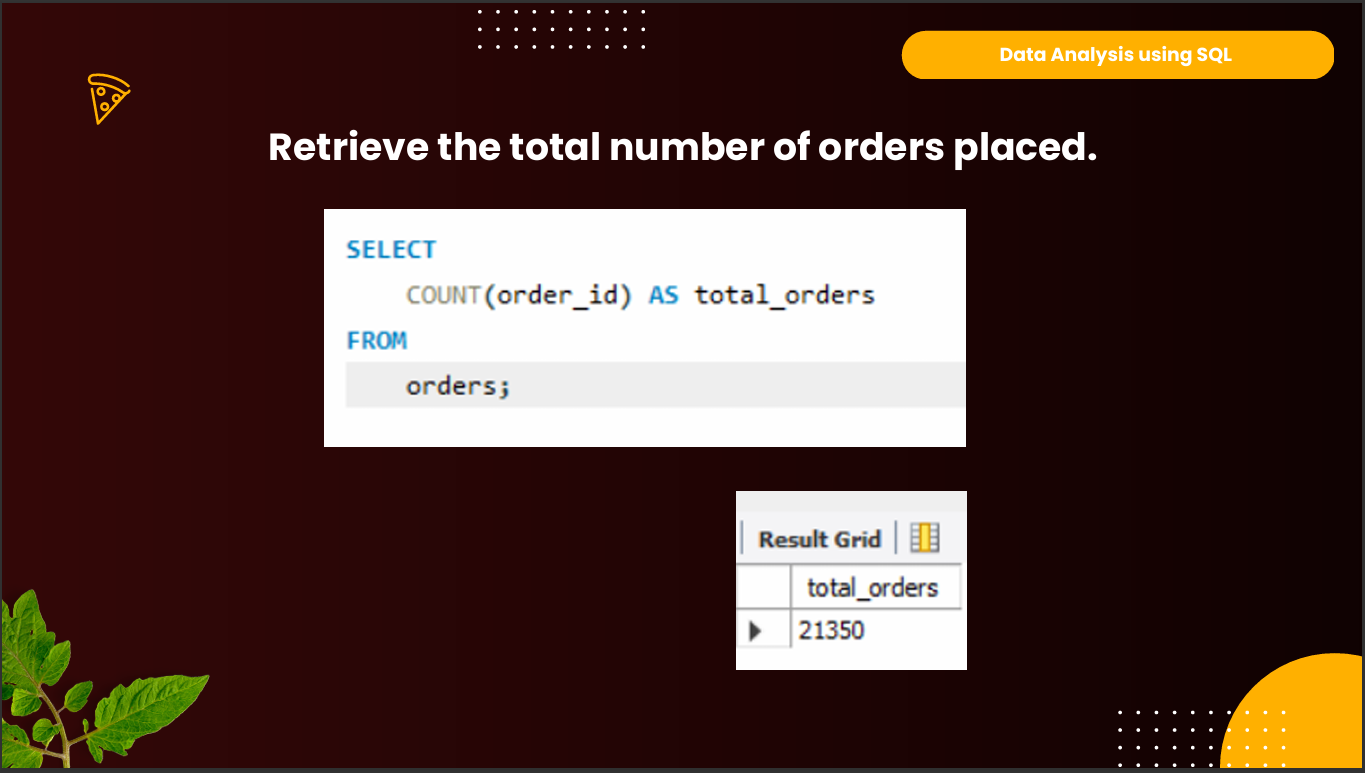 Data Analysis using SQL
Retrieve the total number of orders placed.
SELECT
COUNT(order_id) AS total_orders
FROM
orders;
Result Grid
total_orders
21350